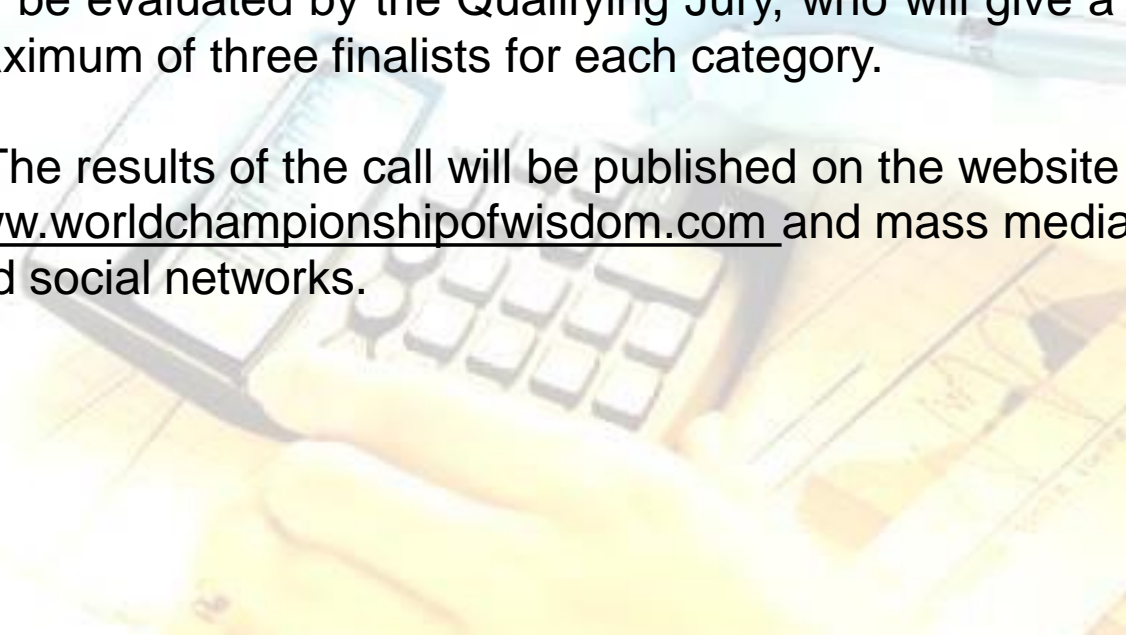 be evaluated by the Qualifying Jury, who will give a
ximum of three finalists for each category.
The results of the call will be published on the website
w.worldchampionshipofwisdom.com and mass media
d social networks.